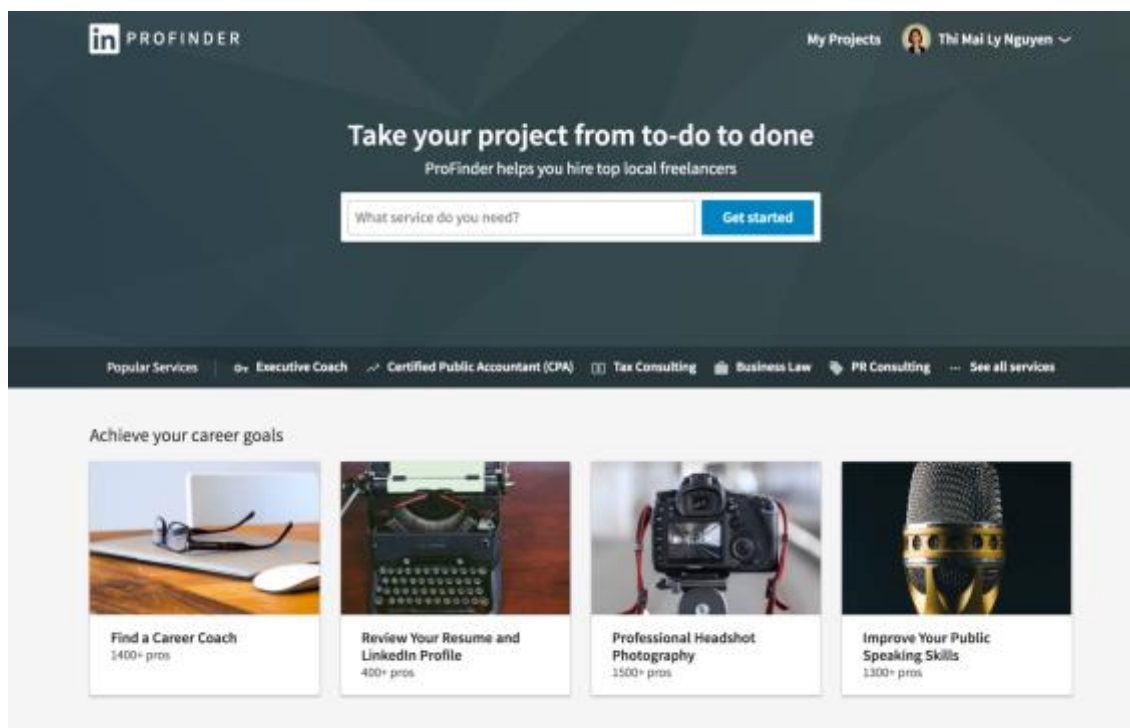 in PROFINDER
My Projects
Thi Mai Ly Nguyen
Take your project from to-do to done
ProFinder helps you hire top local freelancers
What service do you need?
Get started
Popular Services
Executive Coach
Certified Public Accountant (CPA)
Tax Consulting
Business Law
PR Consulting
... See all services
Achieve your career goals
Find a Career Coach
1400+ pros
Review Your Resume and
LinkedIn Profile
400+ pros
Professional Headshot
Photography
1500+ pros
Improve Your Public
Speaking Skills
1300+ pros